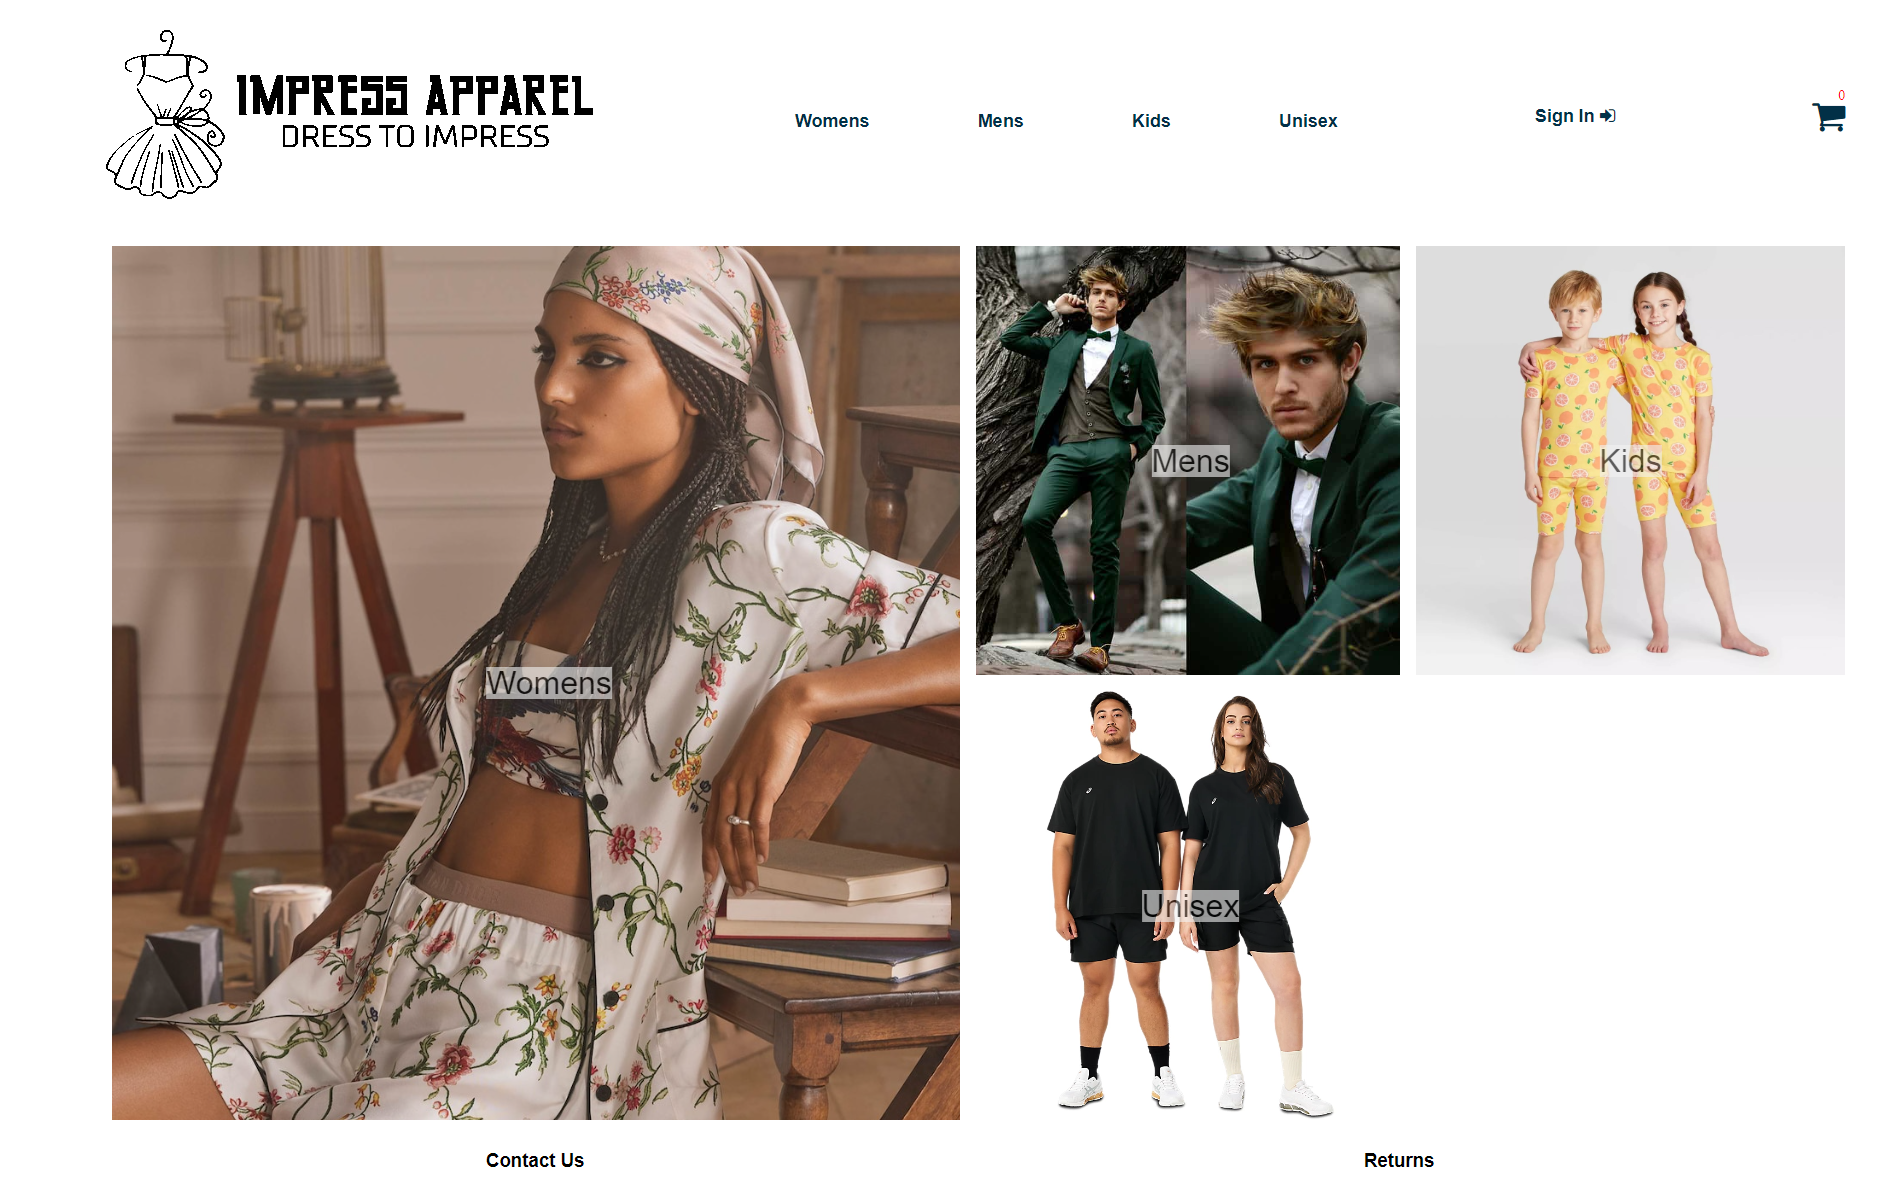 IMPRESS APPAREL
DRESS TO IMPRESS
Womens
Mens
Kids
Unisex
Sign In
0
Womens
Mens
Kids
Unisex
Contact Us
Returns